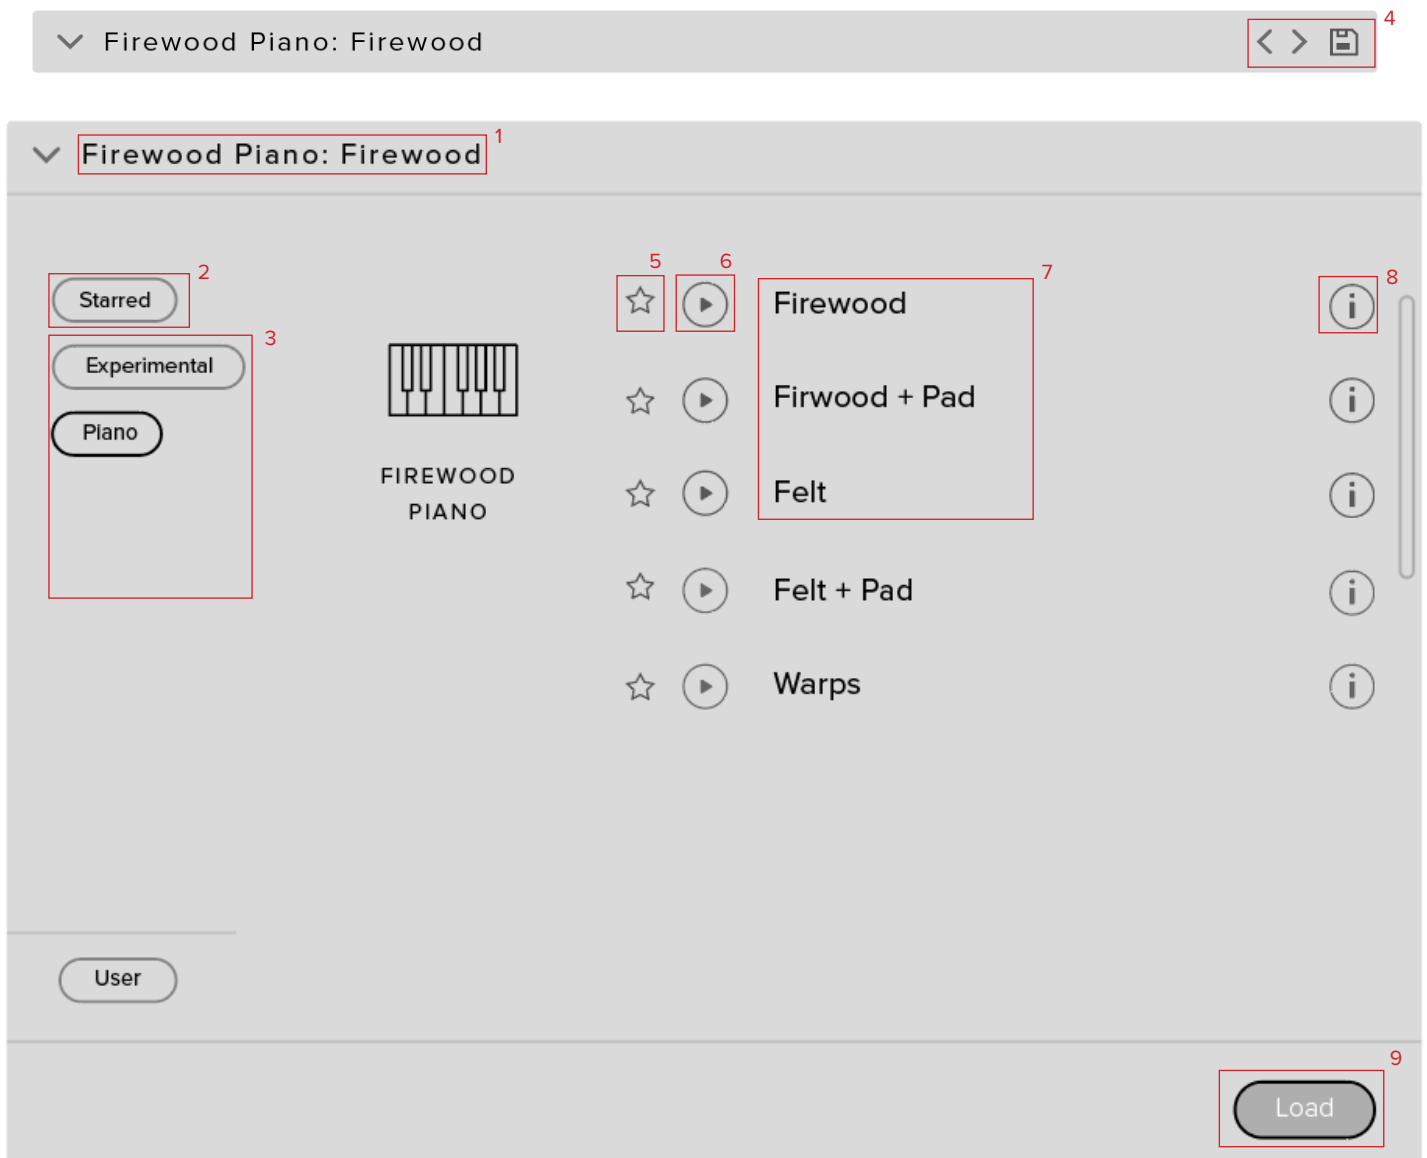 Firewood Piano: Firewood
4
Firewood Piano: Firewood
1
Starred
2
Experimental
3
Piano
FIREWOOD
PIANO
5
6
Firewood
7
8
Firwood + Pad
Felt
Felt + Pad
Warps
User
Load
9